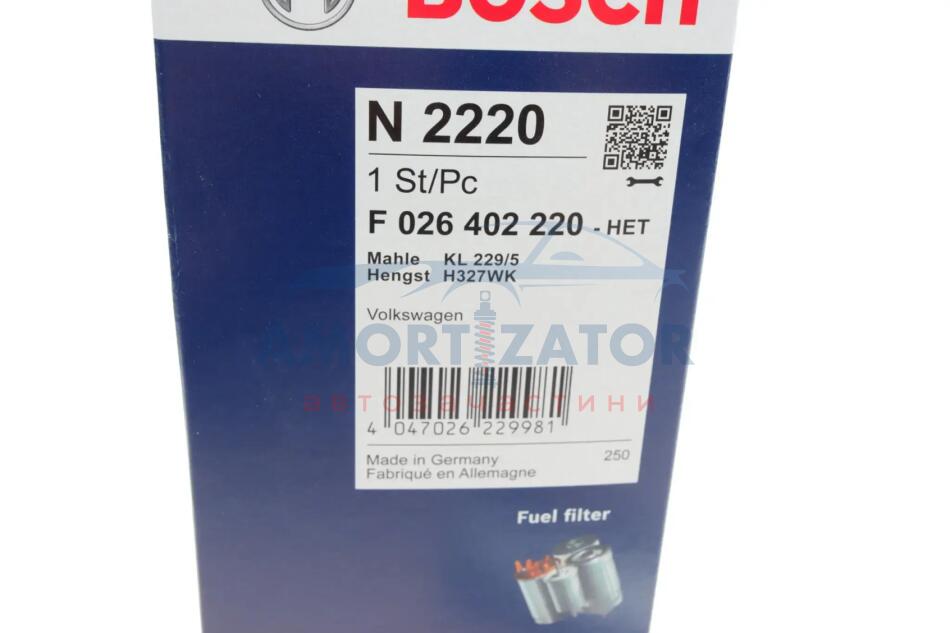 BOSCH
N 2220
1 St/Pc
F 026 402 220 - HET
Mahle KL 229/5
Hengst H327WK
Volkswagen
AMORTIZATOR
автозапчастини
4 047026 229981
Made in Germany 250
Fabriqué en Allemagne
Fuel filter